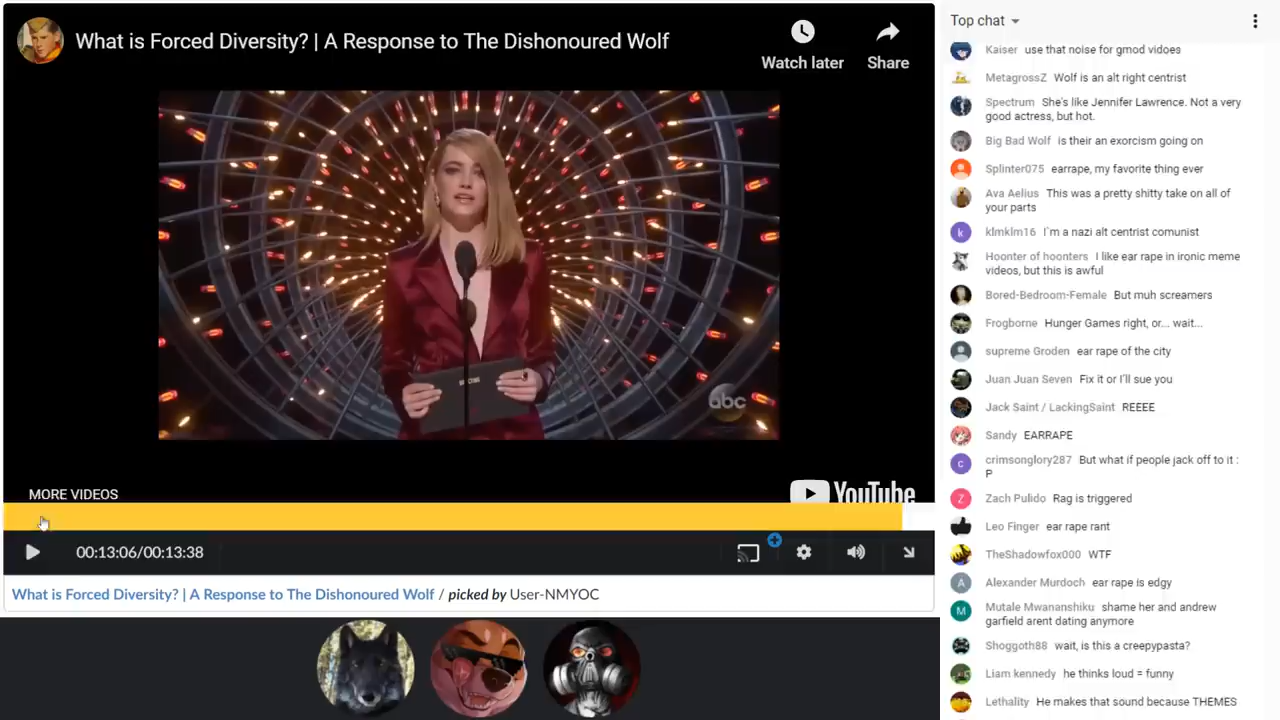 What is Forced Diversity? | A Response to The Dishonoured Wolf
Watch later
Share
abc
MORE VIDEOS
YouTube
00:13:06/00:13:38
What is Forced Diversity? | A Response to The Dishonoured Wolf / picked by User-NMYOC
Top chat
Kaiser use that noise for gmod vidoes
MetagrossZ Wolf is an alt right centrist
Spectrum She's like Jennifer Lawrence. Not a very
good actress, but hot.
Big Bad Wolf is their an exorcism going on
Splinter075 earrape, my favorite thing ever
Ava Aelius This was a pretty shitty take on all of
your parts
k
klmklm16 I`m a nazi alt centrist comunist
Hoonter of hoonters I like ear rape in ironic meme
videos, but this is awful
Bored-Bedroom-Female But muh screamers
Frogborne Hunger Games right, or... wait...
supreme Groden ear rape of the city
Juan Juan Seven Fix it or I'll sue you
Jack Saint / LackingSaint REEEE
Sandy EARRAPE
c
crimsonglory287 But what if people jack off to it :
P
Z
Zach Pulido Rag is triggered
Leo Finger ear rape rant
TheShadowfox000 WTF
A
Alexander Murdoch ear rape is edgy
M
Mutale Mwananshiku shame her and andrew
garfield arent dating anymore
Shoggoth88 wait, is this a creepypasta?
Liam kennedy he thinks loud = funny
Lethality He makes that sound because THEMES